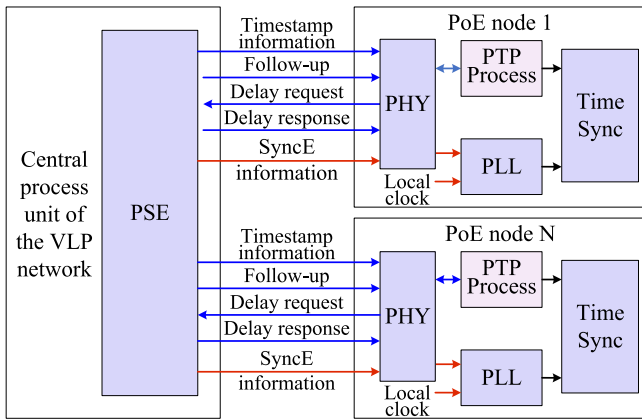 Central
process
unit of
the VLP
network
PSE
Timestamp
information
Follow-up
Delay request
Delay response
SyncE
information
PoE node 1
PHY
PTP
Process
Time
Sync
PLL
Local
clock
Timestamp
information
Follow-up
Delay request
Delay response
SyncE
information
PoE node N
PHY
PTP
Process
Time
Sync
PLL
Local
clock